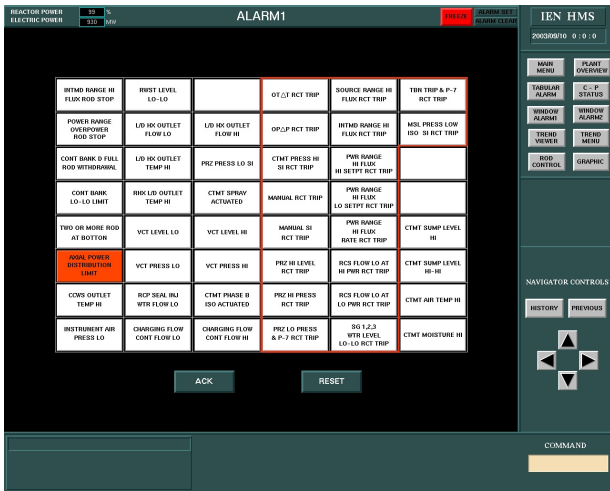 REACTOR POWER 99 %
ELECTRIC POWER 930 MW
ALARM1
FREEZE
ALARM SET
ALARM CLEAR
IEN HMS
2003/09/10 0 : 0 : 0
MAIN
MENU
PLANT
OVERVIEW
TABULAR
ALARM
C - P
STATUS
WINDOW
ALARM1
WINDOW
ALARM2
TREND
VIEWER
TREND
MENU
ROD
CONTROL
GRAPHIC
INTMD RANGE HI
FLUX ROD STOP
RWST LEVEL
LO-LO
OT△T RCT TRIP
SOURCE RANGE HI
FLUX RCT TRIP
TBN TRIP & P-7
RCT TRIP
POWER RANGE
OVERPOWER
ROD STOP
L/D HX OUTLET
FLOW LO
L/D HX OUTLET
FLOW HI
OP△P RCT TRIP
INTMD RANGE HI
FLUX RCT TRIP
MSL PRESS LOW
ISO SI RCT TRIP
CONT BANK D FULL
ROD WITHDRAWAL
L/D HX OUTLET
TEMP HI
PRZ PRESS LO SI
CTMT PRESS HI
SI RCT TRIP
PWR RANGE
HI FLUX
HI SETPT RCT TRIP
CONT BANK
LO-LO LIMIT
RHX L/D OUTLET
TEMP HI
CTMT SPRAY
ACTUATED
MANUAL RCT TRIP
PWR RANGE
HI FLUX
LO SETPT RCT TRIP
TWO OR MORE ROD
AT BOTTON
VCT LEVEL LO
VCT LEVEL HI
MANUAL SI
RCT TRIP
PWR RANGE
HI FLUX
RATE RCT TRIP
CTMT SUMP LEVEL
HI
AXIAL POWER
DISTRIBUTION
LIMIT
VCT PRESS LO
VCT PRESS HI
PRZ HI LEVEL
RCT TRIP
RCS FLOW LO AT
HI PWR RCT TRIP
CTMT SUMP LEVEL
HI-HI
CCWS OUTLET
TEMP HI
RCP SEAL INJ
WTR FLOW LO
CTMT PHASE B
ISO ACTUATED
PRZ HI PRESS
RCT TRIP
RCS FLOW LO AT
LO PWR RCT TRIP
CTMT AIR TEMP HI
INSTRUMENT AIR
PRESS LO
CHARGING FLOW
CONT FLOW LO
CHARGING FLOW
CONT FLOW HI
PRZ LO PRESS
& P-7 RCT TRIP
SG 1,2,3
WTR LEVEL
LO-LO RCT TRIP
CTMT MOISTURE HI
ACK
RESET
NAVIGATOR CONTROLS
HISTORY
PREVIOUS
COMMAND